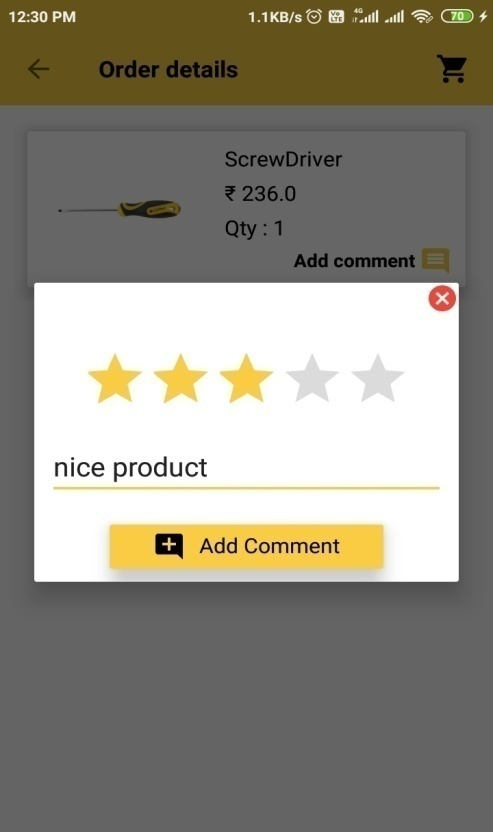 12:30 PM 1.1KB/s 4G 70
Order details
ScrewDriver
₹ 236.0
Qty : 1
Add comment
nice product
Add Comment